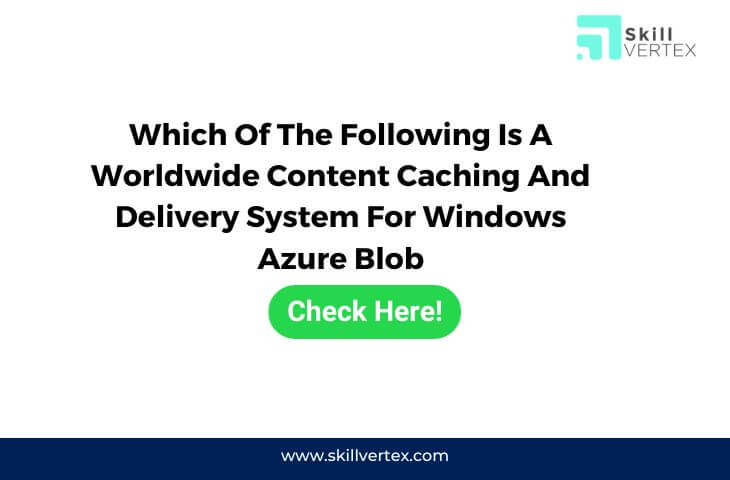 Skill
VERTEX
Which Of The Following Is A
Worldwide Content Caching And
Delivery System For Windows
Azure Blob
Check Here!
www.skillvertex.com